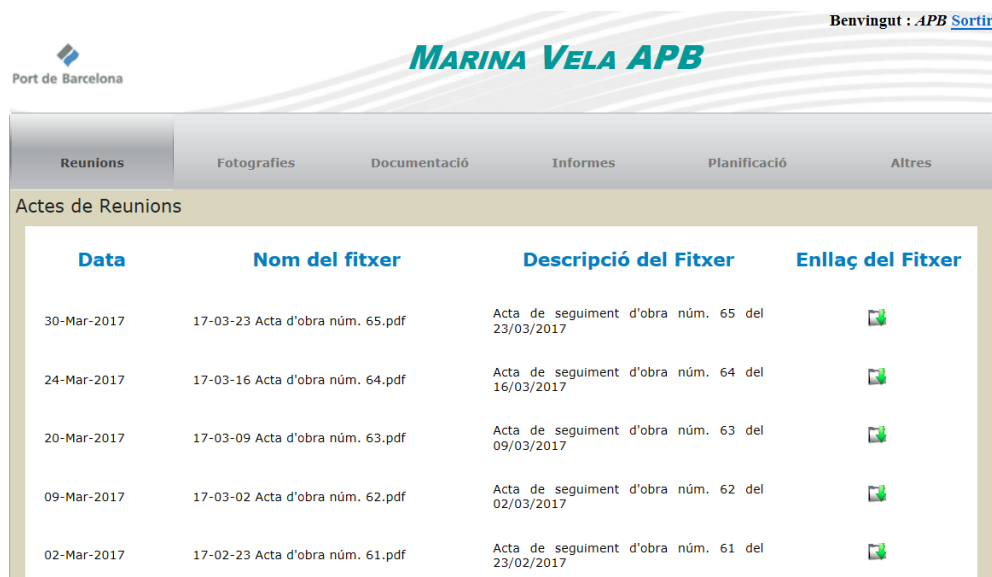 Benvingut : APB Sortir
Port de Barcelona
MARINA VELA APB
Reunions Fotografies Documentació Informes Planificació Altres
Actes de Reunions
Data Nom del fitxer Descripció del Fitxer Enllaç del Fitxer
30-Mar-2017 17-03-23 Acta d'obra núm. 65.pdf Acta de seguiment d'obra núm. 65 del
23/03/2017
24-Mar-2017 17-03-16 Acta d'obra núm. 64.pdf Acta de seguiment d'obra núm. 64 del
16/03/2017
20-Mar-2017 17-03-09 Acta d'obra núm. 63.pdf Acta de seguiment d'obra núm. 63 del
09/03/2017
09-Mar-2017 17-03-02 Acta d'obra núm. 62.pdf Acta de seguiment d'obra núm. 62 del
02/03/2017
02-Mar-2017 17-02-23 Acta d'obra núm. 61.pdf Acta de seguiment d'obra núm. 61 del
23/02/2017